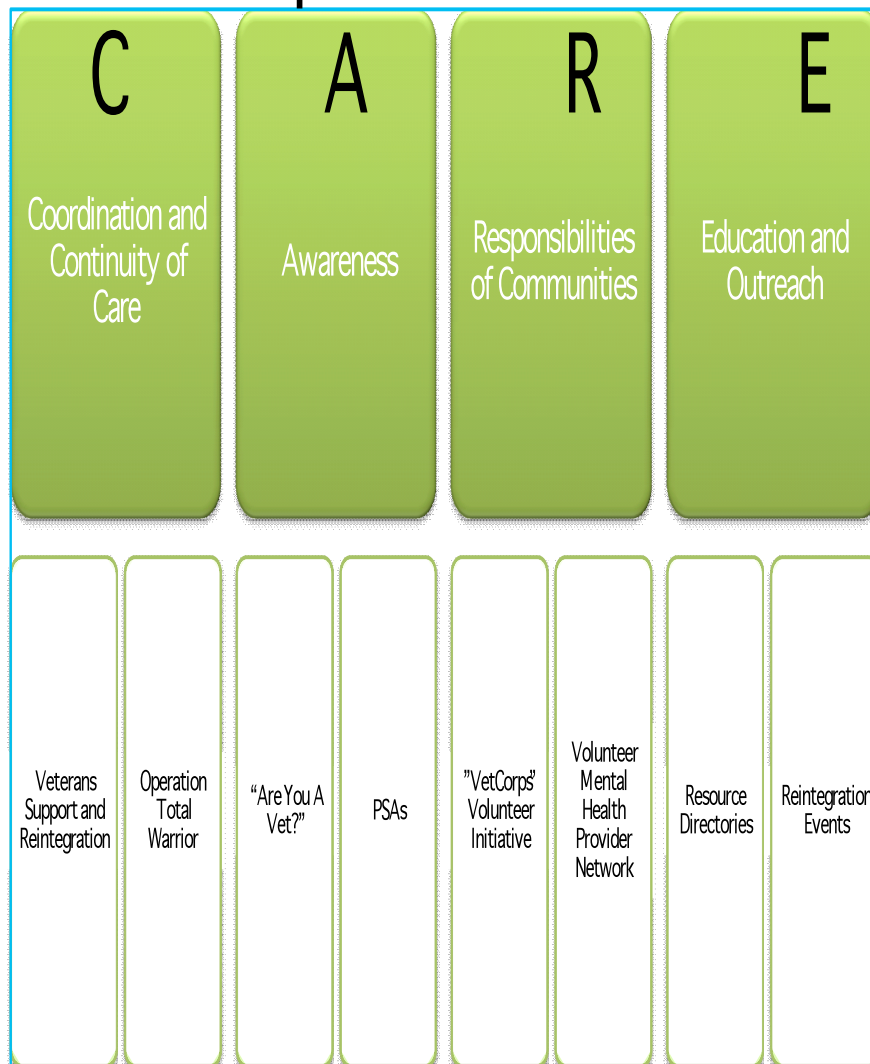 C
Coordination and
Continuity of
Care
A
Awareness
R
Responsibilities
of Communities
E
Education and
Outreach
Veterans
Support and
Reintegration
Operation
Total
Warrior
“Are You A
Vet?”
PSAs
”VetCorps”
Volunteer
Initiative
Volunteer
Mental
Health
Provider
Network
Resource
Directories
Reintegration
Events